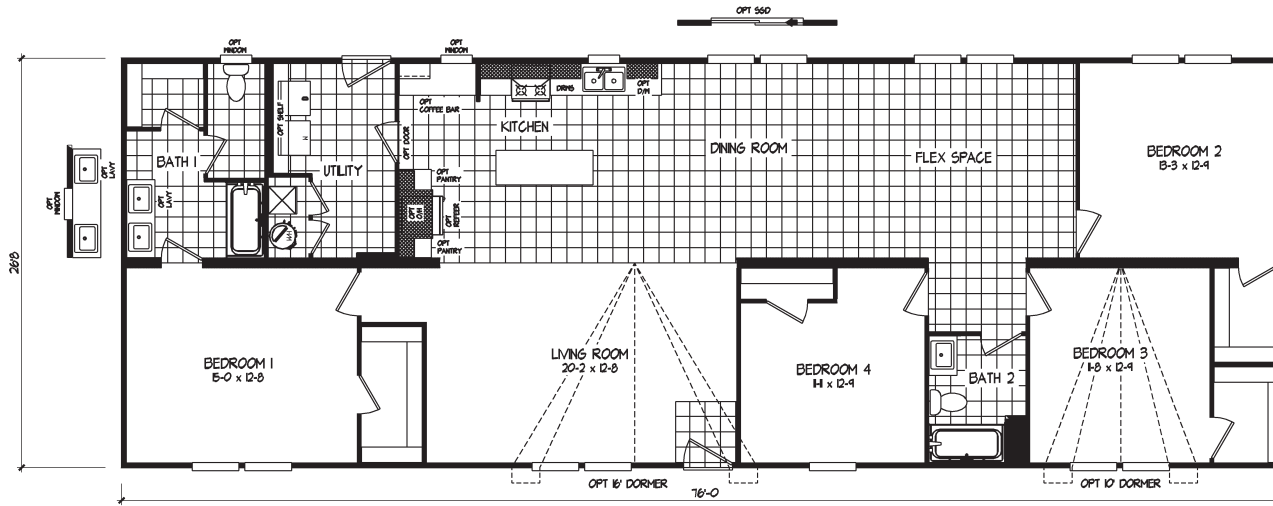 OPT SGD
OPT
WINDOW
OPT
WINDOW
OPT SHELF
OPT
COFFEE BAR
DRWS
OPT
D/W
KITCHEN
OPT DOOR
BATH 1
UTILITY
DINING ROOM
FLEX SPACE
BEDROOM 2
13-3 x 12-9
OPT
LAVY
OPT
WINDOW
OPT
LAVY
OPT
PANTRY
OPT
REFER
OPT
PANTRY
W/H
26'8
BEDROOM 1
15-0 x 12-8
LIVING ROOM
20-2 x 12-8
BEDROOM 4
11-1 x 12-9
BATH 2
BEDROOM 3
11-8 x 12-9
OPT 16' DORMER
OPT 10' DORMER
76'-0